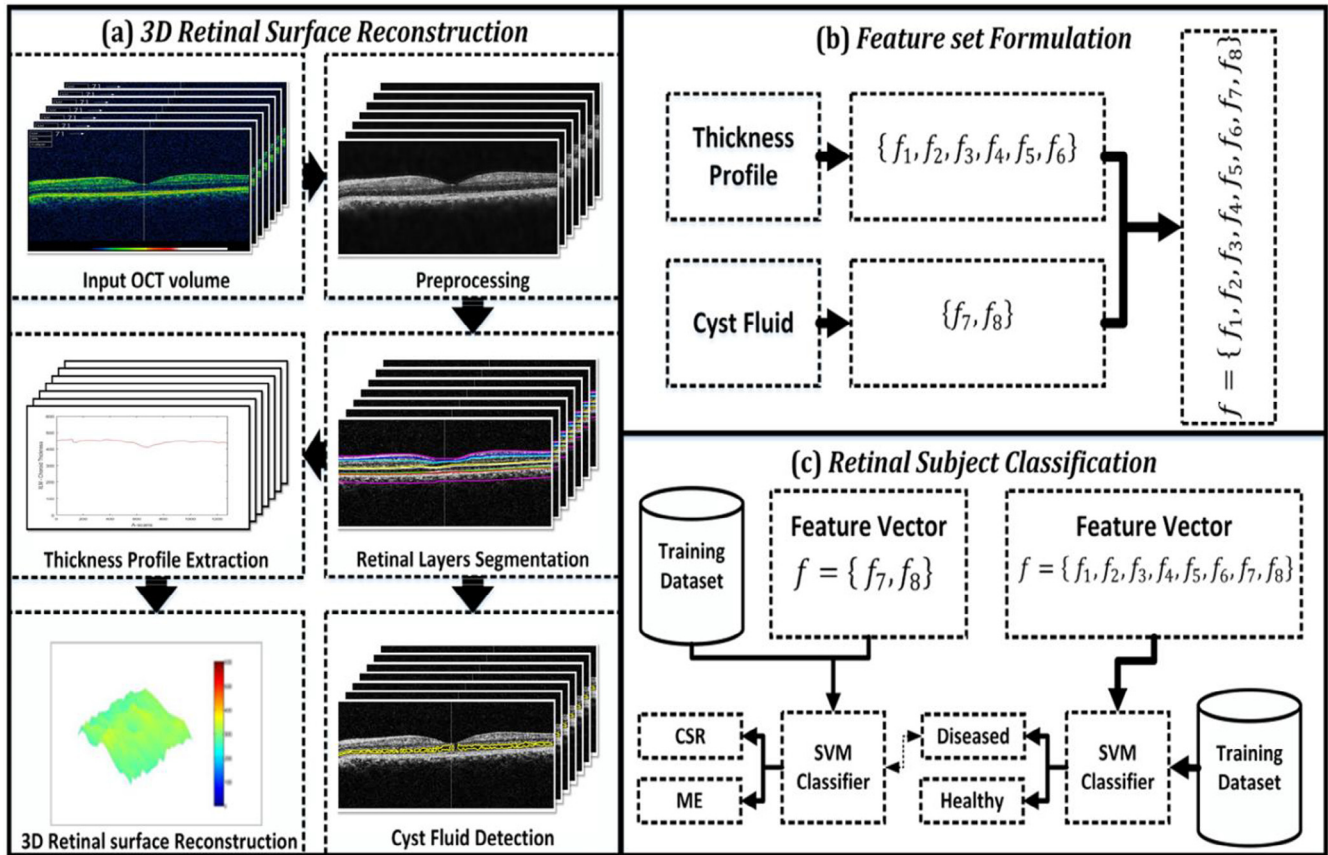 (a) 3D Retinal Surface Reconstruction
Input OCT volume
Preprocessing
Thickness Profile Extraction
Retinal Layers Segmentation
3D Retinal surface Reconstruction
Cyst Fluid Detection
(b) Feature set Formulation
Thickness
Profile
{ f₁, f₂, f₃, f₄, f₅, f₆}
Cyst Fluid
{f₇, f₈}
f = { f₁, f₂, f₃, f₄, f₅, f₆, f₇, f₈}
(c) Retinal Subject Classification
Training
Dataset
Feature Vector
f = { f₇, f₈}
Feature Vector
f = { f₁, f₂, f₃, f₄, f₅, f₆, f₇, f₈}
CSR
ME
SVM
Classifier
Diseased
Healthy
SVM
Classifier
Training
Dataset